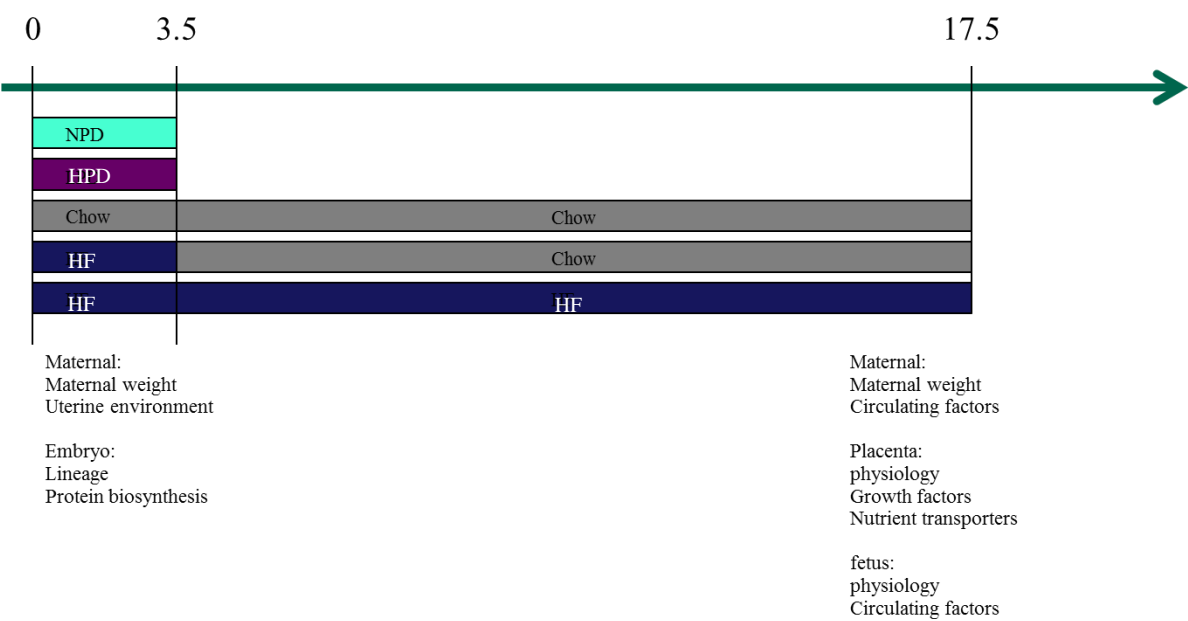 0 3.5 17.5
NPD
HPD
Chow Chow
HF Chow
HF HF
Maternal:
Maternal weight
Uterine environment
Embryo:
Lineage
Protein biosynthesis
Maternal:
Maternal weight
Circulating factors
Placenta:
physiology
Growth factors
Nutrient transporters
fetus:
physiology
Circulating factors